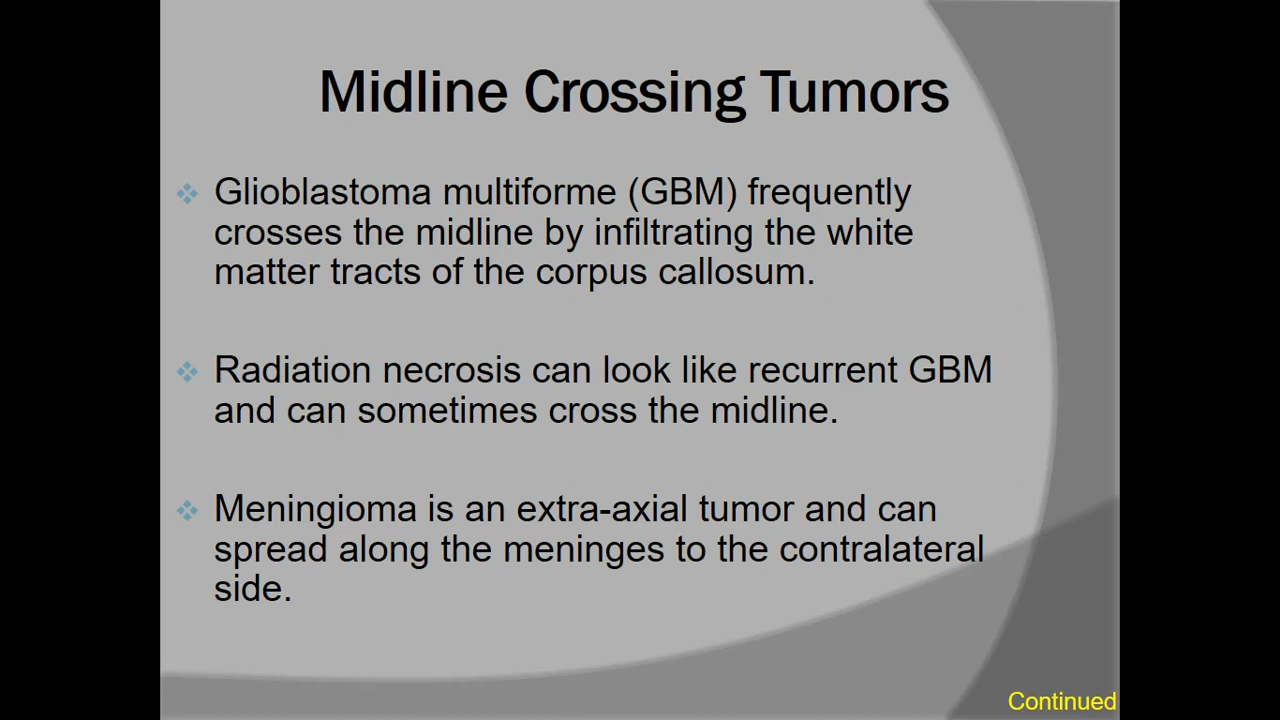 Midline Crossing Tumors
Glioblastoma multiforme (GBM) frequently
crosses the midline by infiltrating the white
matter tracts of the corpus callosum.
Radiation necrosis can look like recurrent GBM
and can sometimes cross the midline.
Meningioma is an extra-axial tumor and can
spread along the meninges to the contralateral
side.
Continued